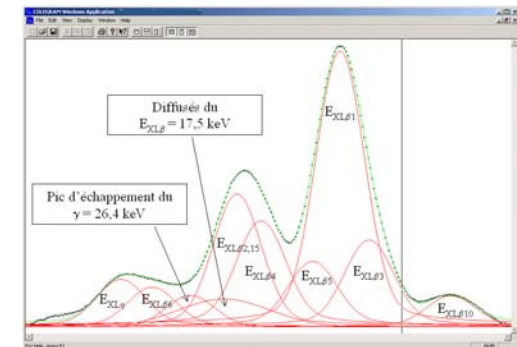 COLEGRAM Windows Application
File Edit View Display Window Help
Diffusés du
E_XLβ = 17,5 keV
Pic d'échappement du
γ = 26,4 keV
E_XLβ1
E_XLβ2,15
E_XLβ4
E_XLη
E_XLβ6
E_XLβ5
E_XLβ3
E_XLβ10